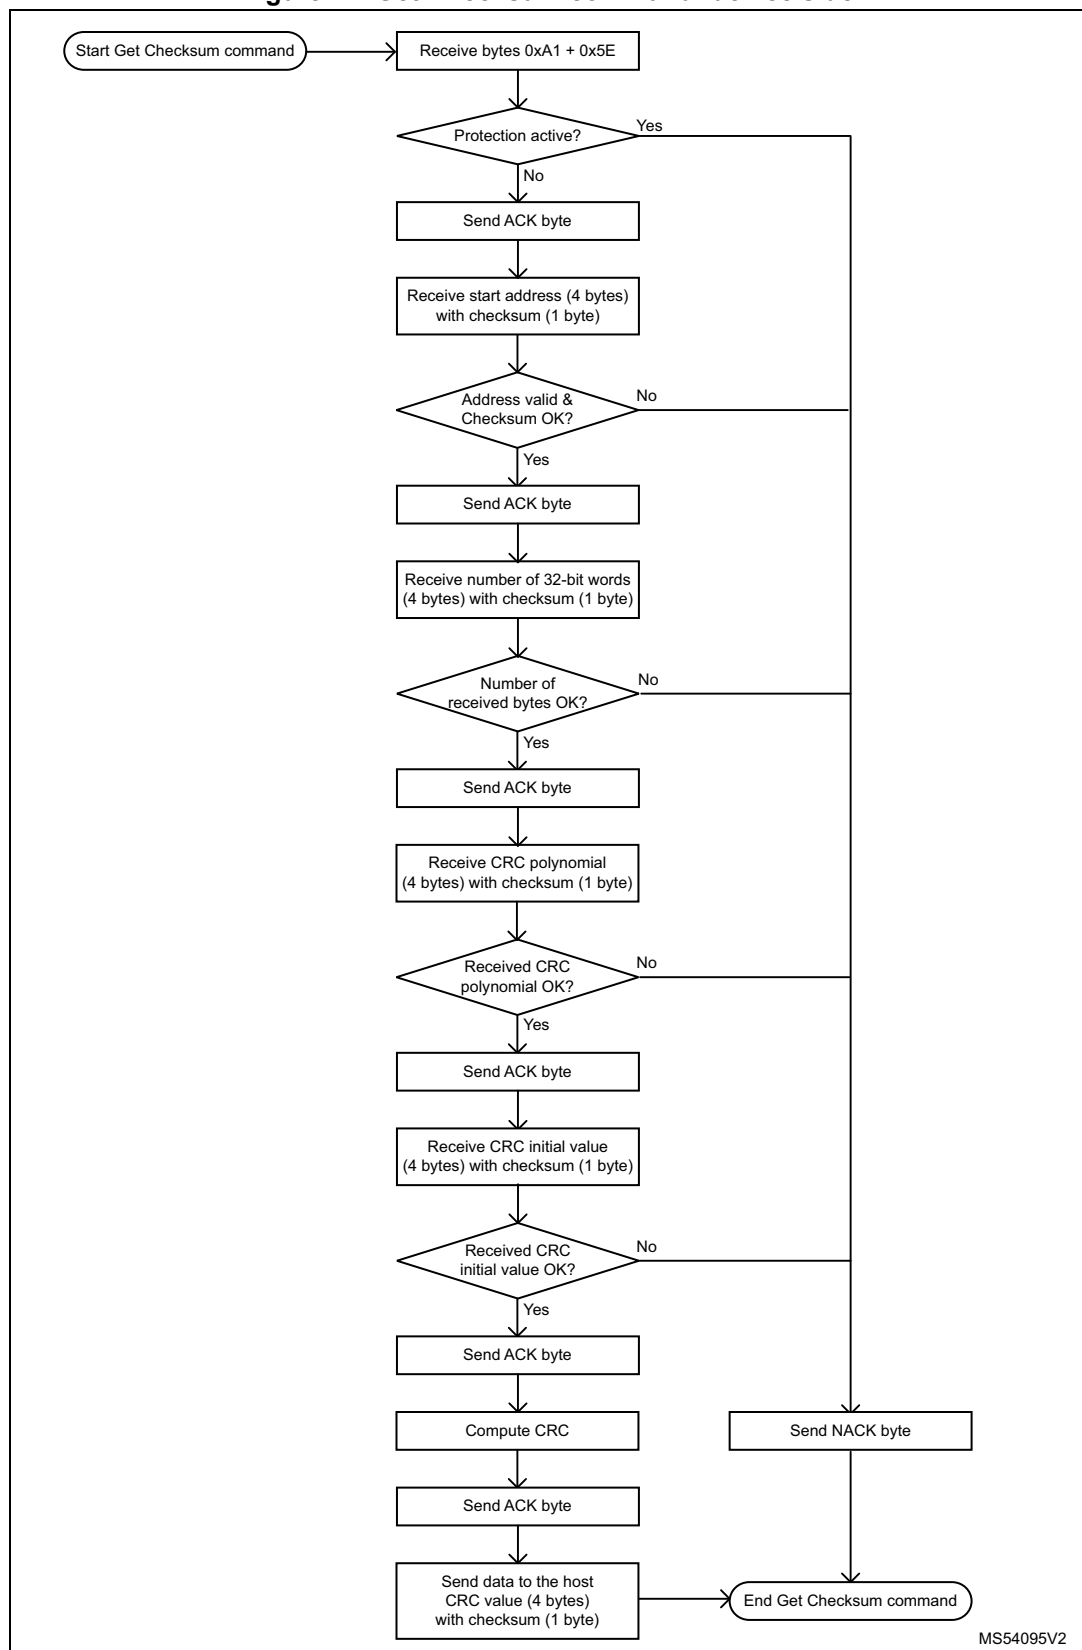 Start Get Checksum command
Receive bytes 0xA1 + 0x5E
Protection active?
Yes
No
Send ACK byte
Receive start address (4 bytes)
with checksum (1 byte)
Address valid &
Checksum OK?
No
Yes
Send ACK byte
Receive number of 32-bit words
(4 bytes) with checksum (1 byte)
Number of
received bytes OK?
No
Yes
Send ACK byte
Receive CRC polynomial
(4 bytes) with checksum (1 byte)
Received CRC
polynomial OK?
No
Yes
Send ACK byte
Receive CRC initial value
(4 bytes) with checksum (1 byte)
Received CRC
initial value OK?
No
Yes
Send ACK byte
Compute CRC
Send NACK byte
Send ACK byte
Send data to the host
CRC value (4 bytes)
with checksum (1 byte)
End Get Checksum command
MS54095V2